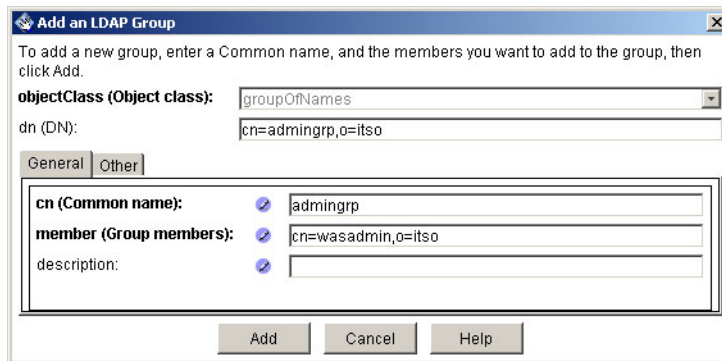 Add an LDAP Group
To add a new group, enter a Common name, and the members you want to add to the group, then
click Add.
objectClass (Object class):
groupOfNames
dn (DN):
cn=admingrp,o=itso
General
Other
cn (Common name):
admingrp
member (Group members):
cn=wasadmin,o=itso
description:
Add
Cancel
Help